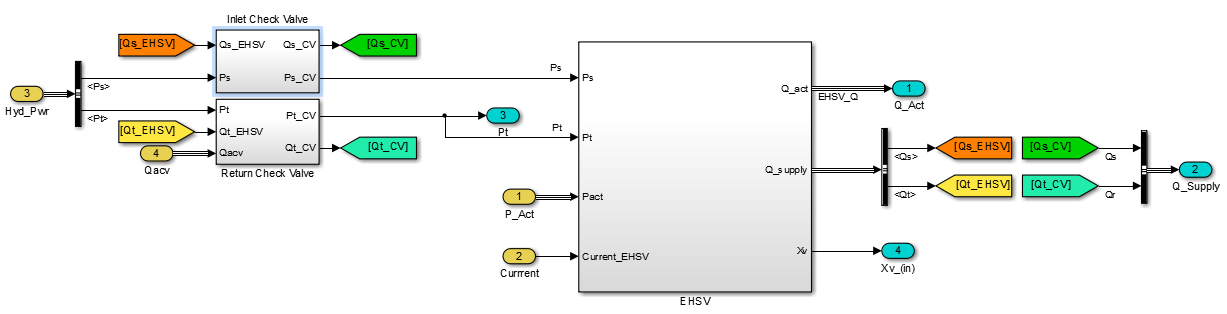 Inlet Check Valve
[Qs_EHSV]
Qs_EHSV
Qs_CV
[Qs_CV]
3
Hyd_Pwr
<Ps>
Ps
Ps_CV
Ps
Ps
<Pt>
Pt
Pt_CV
3
Pt
[Qt_EHSV]
Qt_EHSV
Pt
Pt
4
Qacv
Qacv
Qt_CV
[Qt_CV]
Return Check Valve
1
P_Act
Pact
2
Currrent
Current_EHSV
EHSV
Q_act
EHSV_Q
1
Q_Act
Q_supply
<Qs>
[Qs_EHSV]
[Qs_CV]
Qs
<Qt>
[Qt_EHSV]
[Qt_CV]
Qr
2
Q_Supply
Xv
4
Xv_(in)